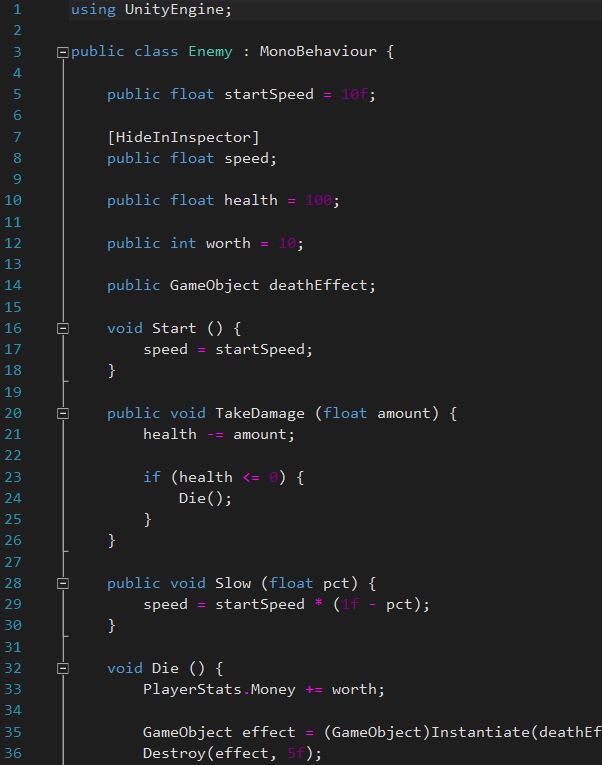 1 using UnityEngine;
2
3 public class Enemy : MonoBehaviour {
4
5 public float startSpeed = 10f;
6
7 [HideInInspector]
8 public float speed;
9
10 public float health = 100;
11
12 public int worth = 10;
13
14 public GameObject deathEffect;
15
16 void Start () {
17 speed = startSpeed;
18 }
19
20 public void TakeDamage (float amount) {
21 health -= amount;
22
23 if (health <= 0) {
24 Die();
25 }
26 }
27
28 public void Slow (float pct) {
29 speed = startSpeed * (1f - pct);
30 }
31
32 void Die () {
33 PlayerStats.Money += worth;
34
35 GameObject effect = (GameObject)Instantiate(deathEf
36 Destroy(effect, 5f);